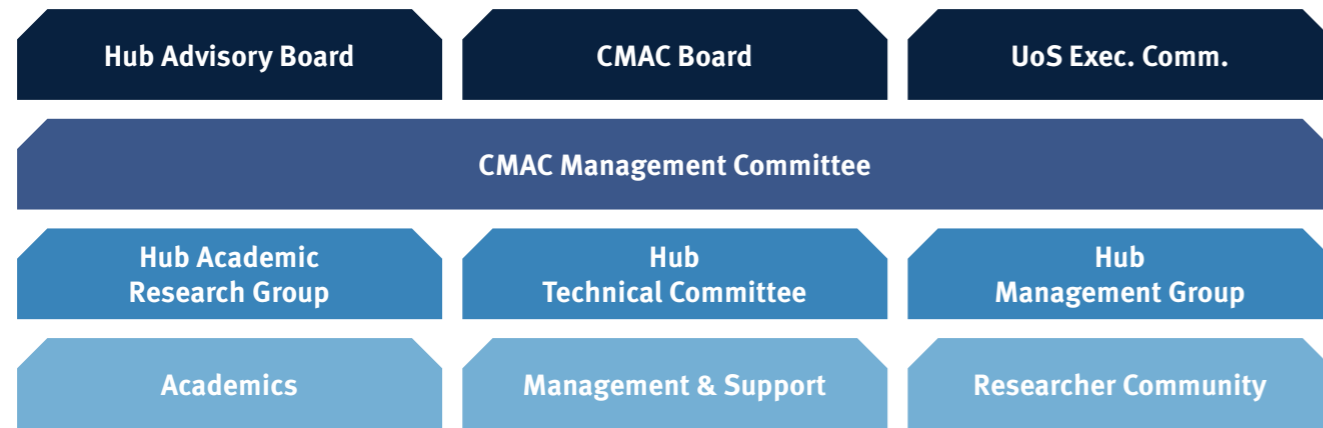 Hub Advisory Board
CMAC Board
UoS Exec. Comm.
CMAC Management Committee
Hub Academic
Research Group
Hub
Technical Committee
Hub
Management Group
Academics
Management & Support
Researcher Community